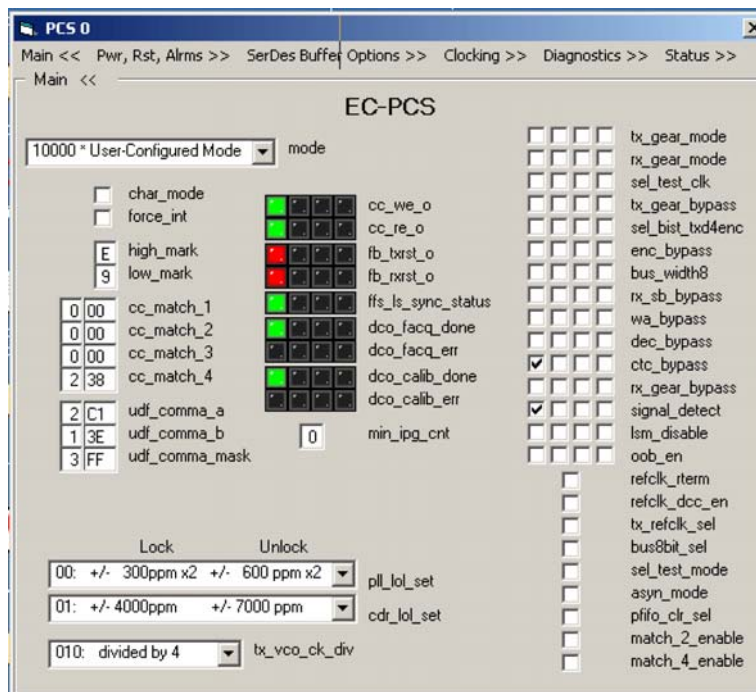 PCS 0
Main << Pwr, Rst, Alrms >> SerDes Buffer Options >> Clocking >> Diagnostics >> Status >>
Main <<
EC-PCS
10000 * User-Configured Mode mode
char_mode
force_int
E high_mark
9 low_mark
0 00 cc_match_1
0 00 cc_match_2
0 00 cc_match_3
2 38 cc_match_4
2 C1 udf_comma_a
1 3E udf_comma_b
3 FF udf_comma_mask
cc_we_o
cc_re_o
fb_txrst_o
fb_rxrst_o
ffs_ls_sync_status
dco_facq_done
dco_facq_err
dco_calib_done
dco_calib_err
0 min_ipg_cnt
tx_gear_mode
rx_gear_mode
sel_test_clk
tx_gear_bypass
sel_bist_txd4enc
enc_bypass
bus_width8
rx_sb_bypass
wa_bypass
dec_bypass
ctc_bypass
rx_gear_bypass
signal_detect
lsm_disable
oob_en
refclk_rterm
refclk_dcc_en
tx_refclk_sel
bus8bit_sel
sel_test_mode
asyn_mode
pfifo_clr_sel
match_2_enable
match_4_enable
Lock Unlock
00: +/- 300ppm x2 +/- 600 ppm x2 pll_lol_set
01: +/- 4000ppm +/- 7000 ppm cdr_lol_set
010: divided by 4 tx_vco_ck_div